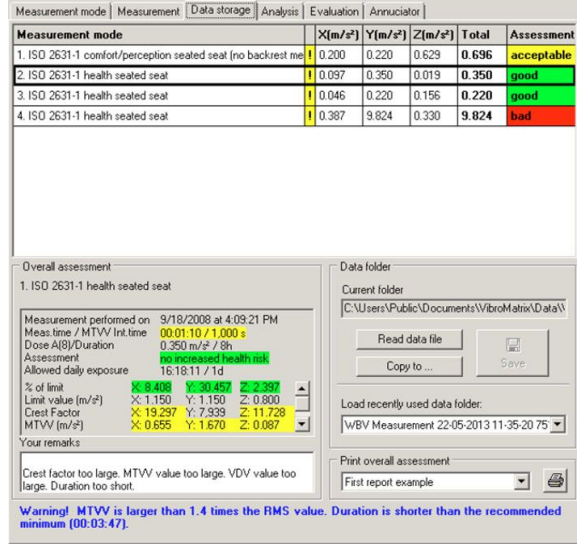 Measurement mode Measurement Data storage Analysis Evaluation Annuciator
Measurement mode X(m/s²) Y(m/s²) Z(m/s²) Total Assessment
1. ISO 2631-1 comfort/perception seated seat (no backrest me ! 0.200 0.220 0.629 0.696 acceptable
2. ISO 2631-1 health seated seat ! 0.097 0.350 0.019 0.350 good
3. ISO 2631-1 health seated seat ! 0.046 0.220 0.156 0.220 good
4. ISO 2631-1 health seated seat ! 0.387 9.824 0.330 9.824 bad
Overall assessment
1. ISO 2631-1 health seated seat
Measurement performed on 9/18/2008 at 4:09:21 PM
Meas.time / MTVV Int.time 00:01:10 / 1,000 s
Dose A(8)/Duration 0.350 m/s² / 8h
Assessment no increased health risk
Allowed daily exposure 16:18:11 / 1d
% of limit X: 8.408 Y: 30.457 Z: 2.397
Limit value (m/s²) X: 1.150 Y: 1.150 Z: 0.800
Crest Factor X: 19.297 Y: 7,939 Z: 11.728
MTVV (m/s²) X: 0.655 Y: 1.670 Z: 0.087
Your remarks
Crest factor too large. MTVV value too large. VDV value too
large. Duration too short.
Data folder
Current folder
C:\Users\Public\Documents\VibroMatrix\Data\
Read data file
Save
Copy to ...
Load recently used data folder:
WBV Measurement 22-05-2013 11-35-20 75
Print overall assessment
First report example
Warning! MTVV is larger than 1.4 times the RMS value. Duration is shorter than the recommended
minimum (00:03:47).